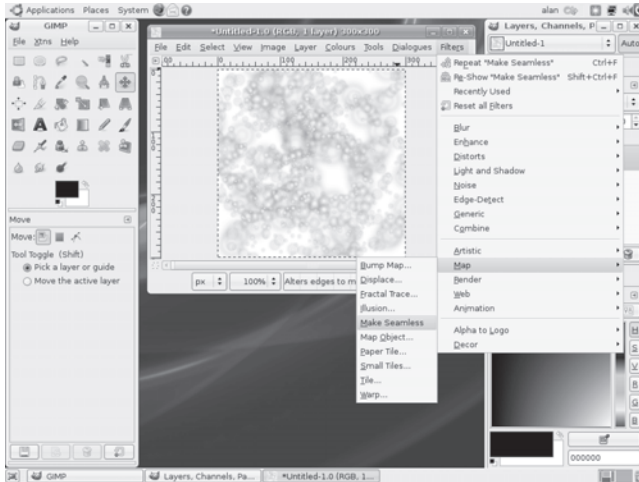 Applications Places System
alan Clp
GIMP
File Xtns Help
Move
Move:
Tool Toggle (Shift)
Pick a layer or guide
Move the active layer
*Untitled-1.0 (RGB, 1 layer) 300x300
File Edit Select View Image Layer Colours Tools Dialogues Filters
0 100 200 300
px 100% Alters edges to m
Repeat "Make Seamless" Ctrl+F
Re-Show "Make Seamless" Shift+Ctrl+F
Recently Used
Reset all Filters
Blur
Enhance
Distorts
Light and Shadow
Noise
Edge-Detect
Generic
Combine
Artistic
Map
Render
Web
Animation
Alpha to Logo
Decor
Bump Map...
Displace...
Fractal Trace...
Illusion...
Make Seamless
Map Object...
Paper Tile...
Small Tiles...
Tile...
Warp...
Layers, Channels, P
Untitled-1
Auto
H
S
V
R
G
B
000000
GIMP
Layers, Channels, Pa...
*Untitled-1.0 (RGB, 1...